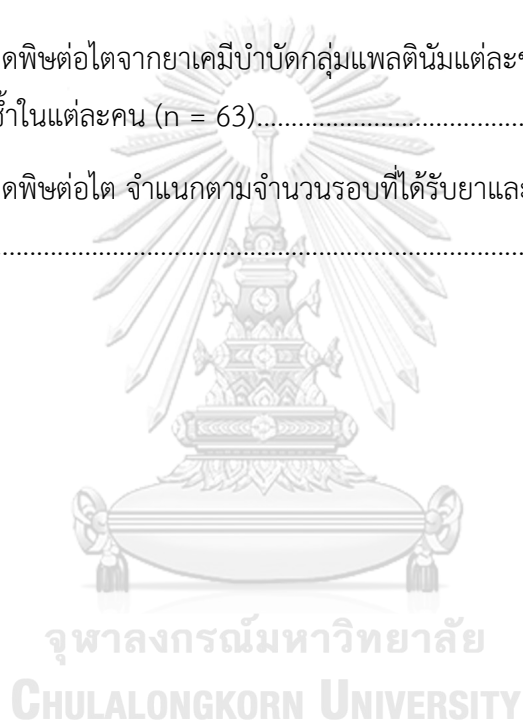 ดพิษต่อไตจากยาเคมีบำบัดกลุ่มแพลตินัมแต่ละข
ซ้ำในแต่ละคน (n = 63)......................................
ดพิษต่อไต จำแนกตามจำนวนรอบที่ได้รับยาและ
..............................................................................
จุฬาลงกรณ์มหาวิทยาลัย
CHULALONGKORN UNIVERSITY